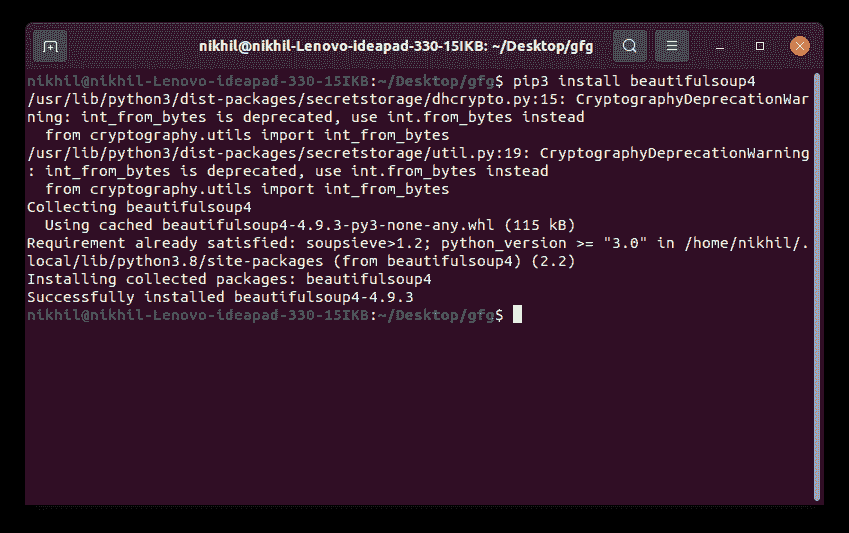 nikhil@nikhil-Lenovo-ideapad-330-15IKB: ~/Desktop/gfg
nikhil@nikhil-Lenovo-ideapad-330-15IKB:~/Desktop/gfg$ pip3 install beautifulsoup4
/usr/lib/python3/dist-packages/secretstorage/dhcrypto.py:15: CryptographyDeprecationWar
ning: int_from_bytes is deprecated, use int.from_bytes instead
  from cryptography.utils import int_from_bytes
/usr/lib/python3/dist-packages/secretstorage/util.py:19: CryptographyDeprecationWarning
: int_from_bytes is deprecated, use int.from_bytes instead
  from cryptography.utils import int_from_bytes
Collecting beautifulsoup4
  Using cached beautifulsoup4-4.9.3-py3-none-any.whl (115 kB)
Requirement already satisfied: soupsieve>1.2; python_version >= "3.0" in /home/nikhil/.
local/lib/python3.8/site-packages (from beautifulsoup4) (2.2)
Installing collected packages: beautifulsoup4
Successfully installed beautifulsoup4-4.9.3
nikhil@nikhil-Lenovo-ideapad-330-15IKB:~/Desktop/gfg$